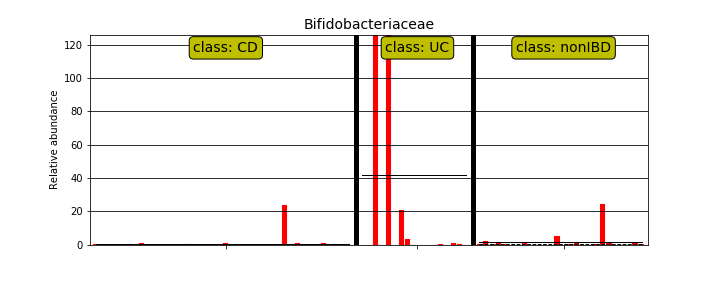 Bifidobacteriaceae
class: CD
class: UC
class: nonIBD
Relative abundance
120
100
80
60
40
20
0